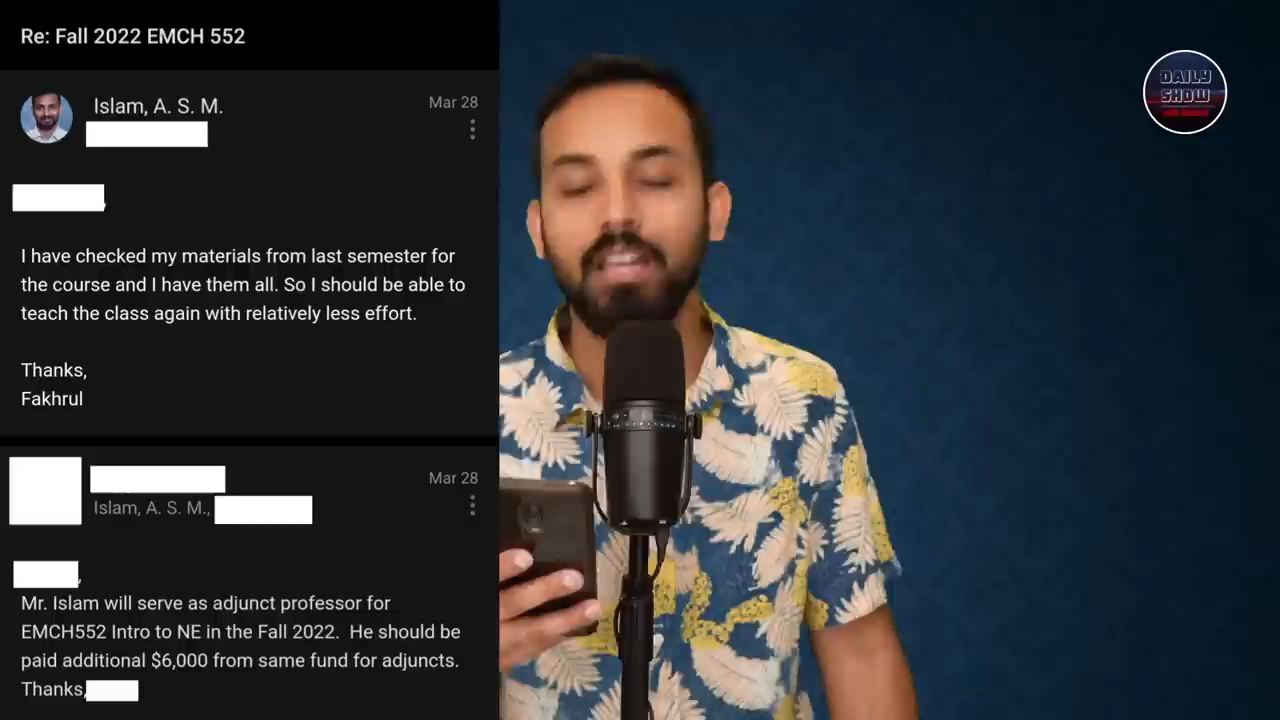 Re: Fall 2022 EMCH 552
Islam, A. S. M.
Mar 28
I have checked my materials from last semester for
the course and I have them all. So I should be able to
teach the class again with relatively less effort.
Thanks,
Fakhrul
Mar 28
Islam, A. S. M.,
Mr. Islam will serve as adjunct professor for
EMCH552 Intro to NE in the Fall 2022. He should be
paid additional $6,000 from same fund for adjuncts.
Thanks,
DAILY
SHOW